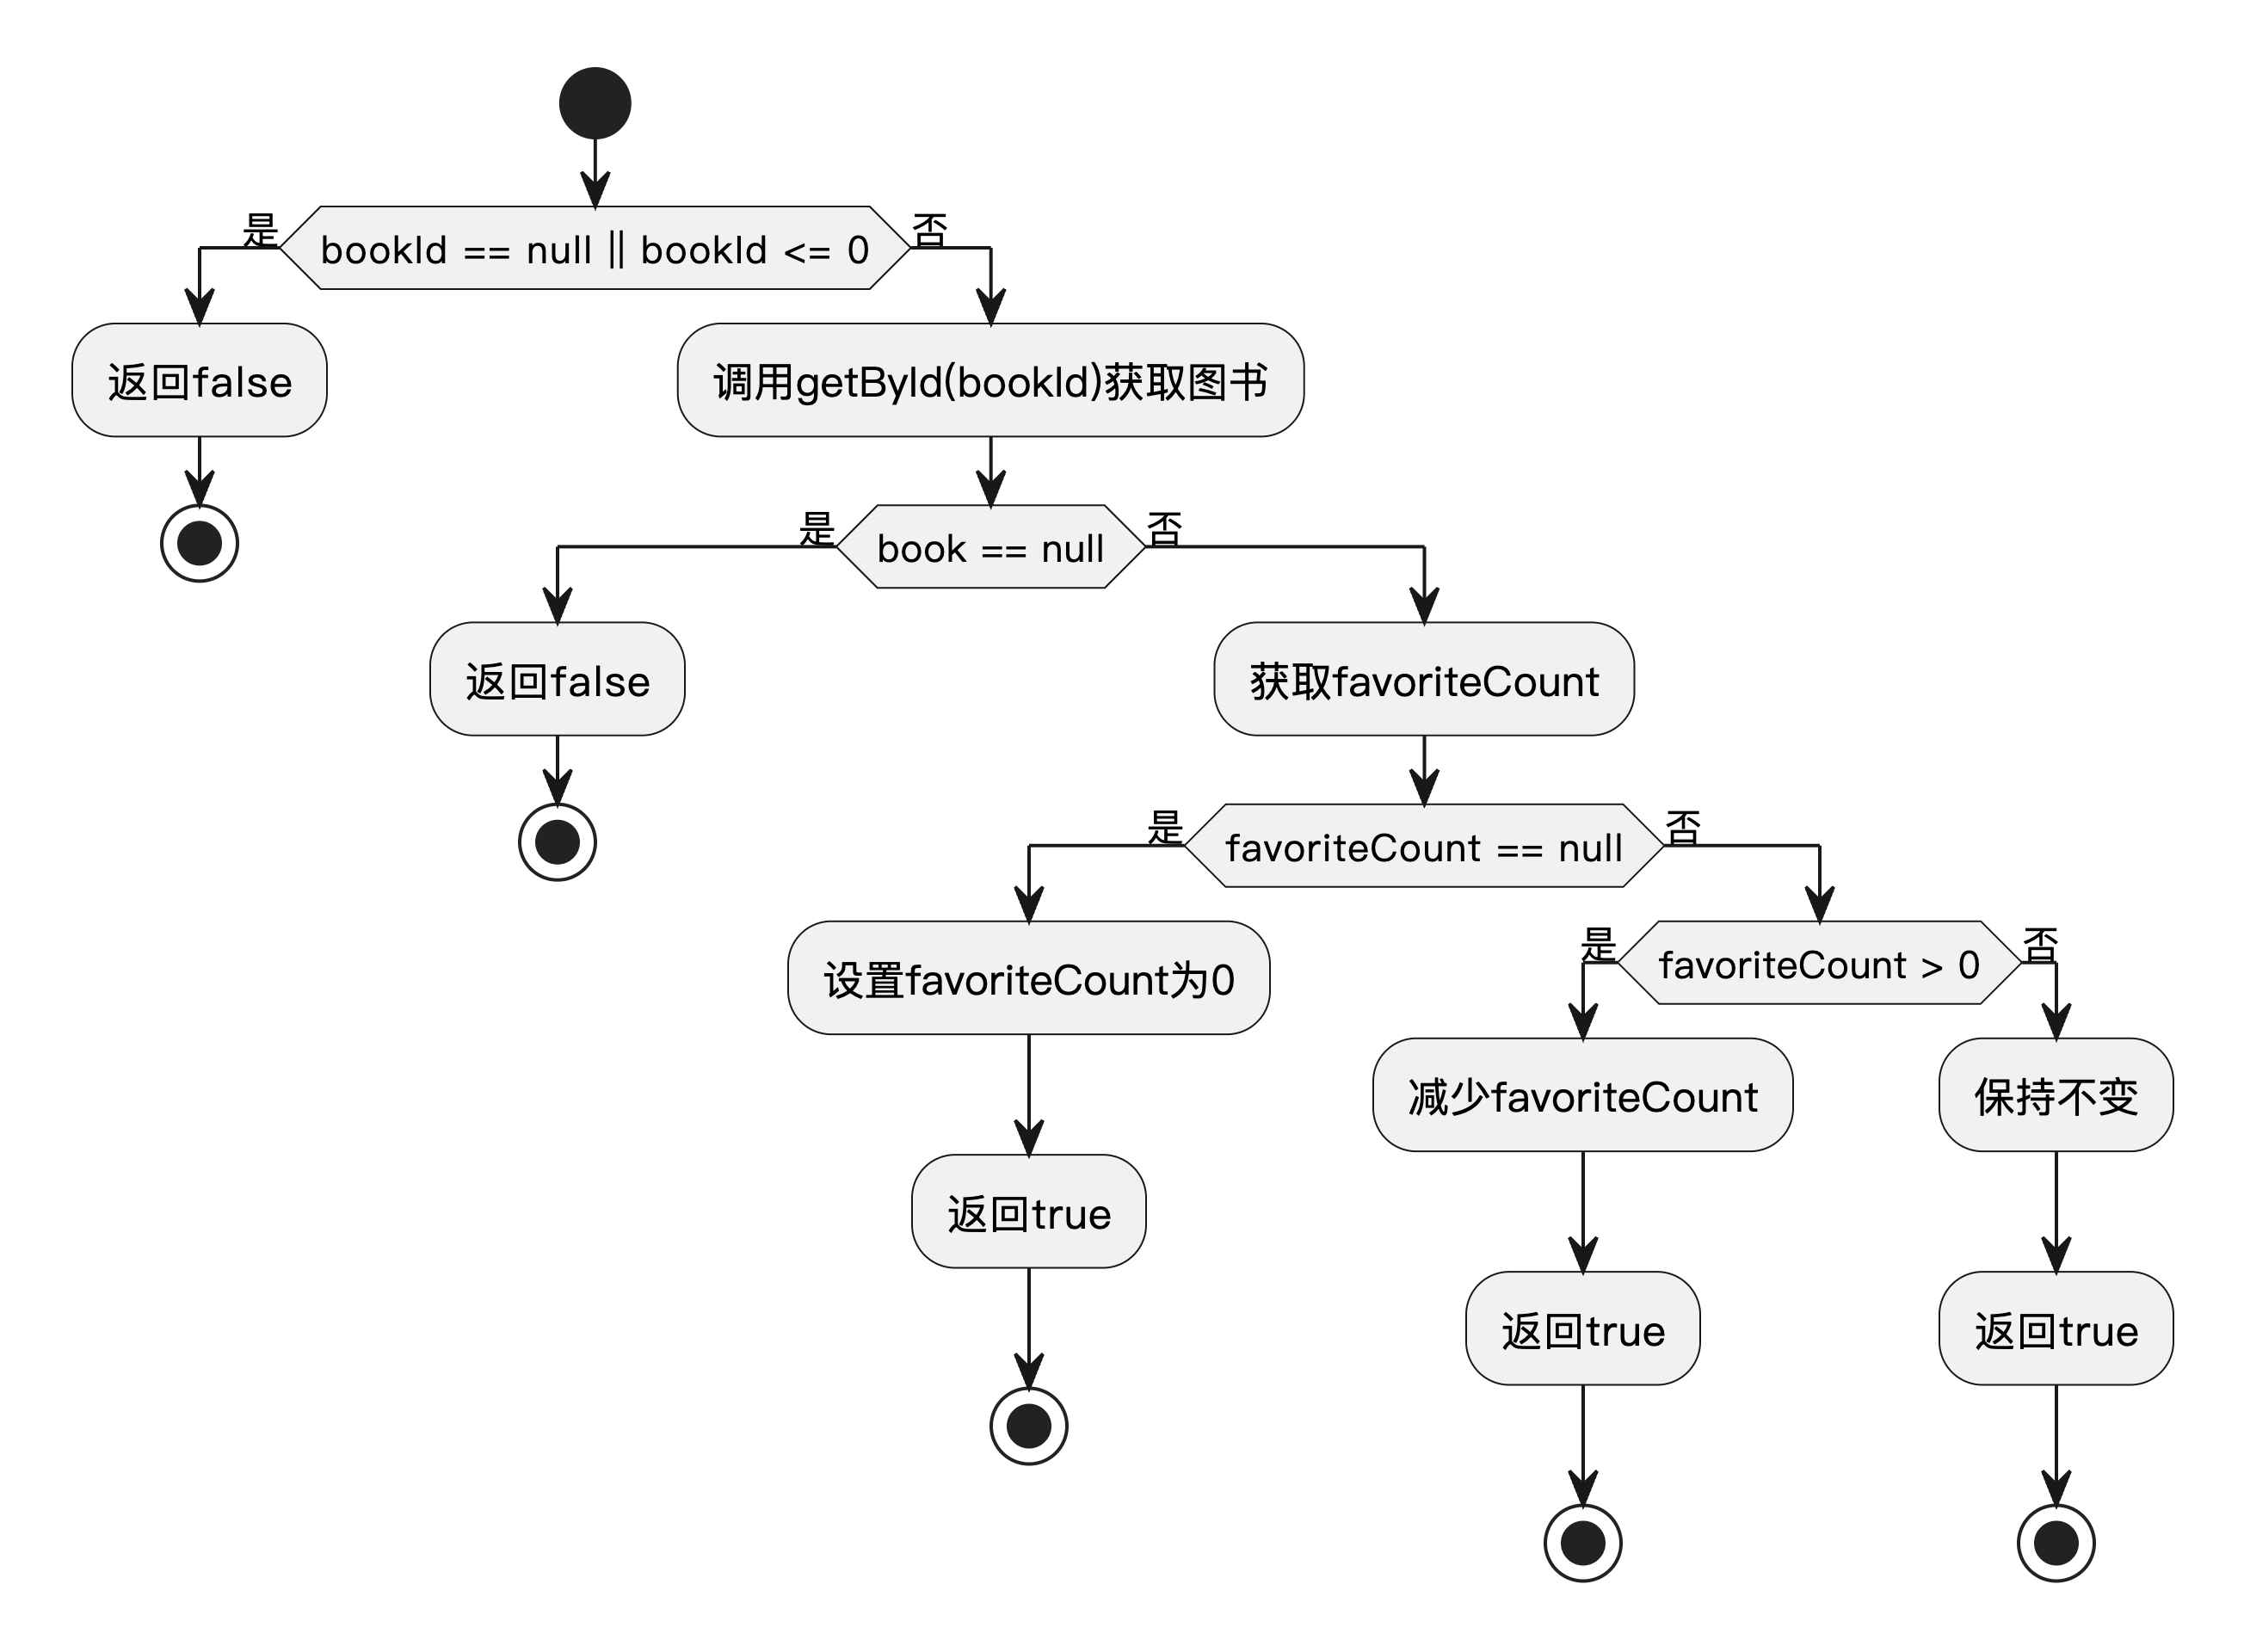 是
bookId == null || bookId <= 0
否
返回false
调用getById(bookId)获取图书
是
book == null
否
返回false
获取favoriteCount
是
favoriteCount == null
否
设置favoriteCount为0
是
favoriteCount > 0
否
减少favoriteCount
保持不变
返回true
返回true
返回true